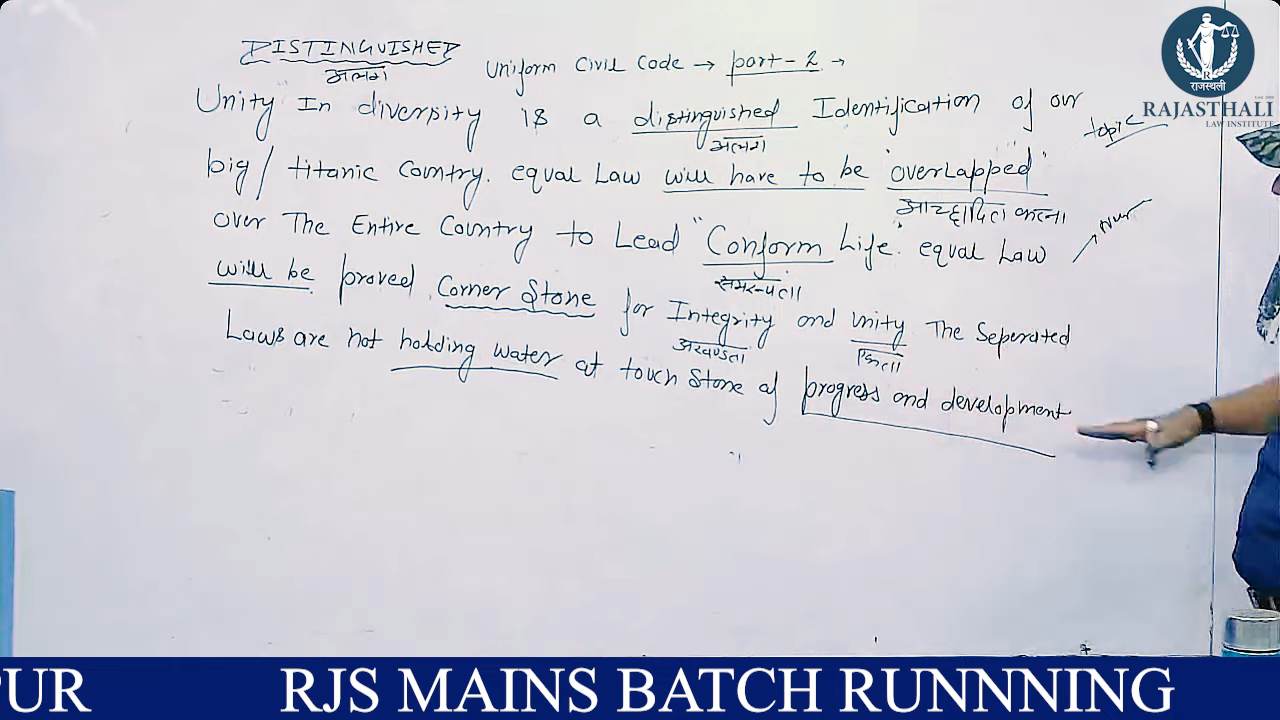 DISTINGUISHED
अलग
Uniform Civil Code → part - 2 →
Unity In diversity is a distinguished Identification of our
अलग
topic
big/ titanic Country. equal Law will have to be "overlapped"
आच्छादित करना
over The Entire Country to Lead "Conform Life". equal Law
समरूपता
will be proved Corner Stone for Integrity and unity The Seperated
अखण्डता
एकता
Laws are not holding water at touch Stone of progress and development
राजस्थली
RAJASTHALI
LAW INSTITUTE
PUR RJS MAINS BATCH RUNNNING